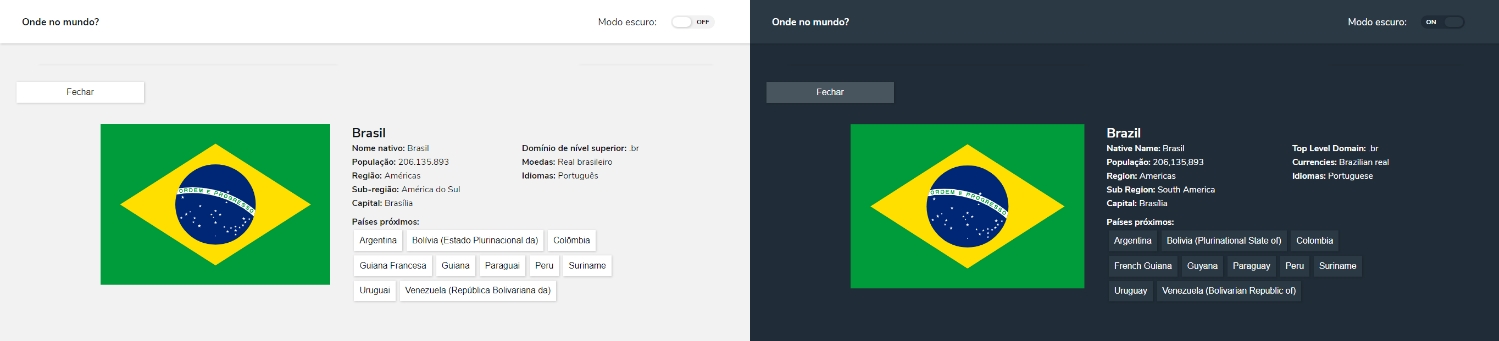 Onde no mundo?
Modo escuro: OFF
Fechar
ORDEM E PROGRESSO
Brasil
Nome nativo: Brasil
População: 206.135.893
Região: Américas
Sub-região: América do Sul
Capital: Brasília
Domínio de nível superior: .br
Moedas: Real brasileiro
Idiomas: Português
Países próximos:
Argentina Bolívia (Estado Plurinacional da) Colômbia
Guiana Francesa Guiana Paraguai Peru Suriname
Uruguai Venezuela (República Bolivariana da)
Onde no mundo?
Modo escuro: ON
Fechar
ORDEM E PROGRESSO
Brazil
Native Name: Brasil
População: 206,135,893
Region: Americas
Sub Region: South America
Capital: Brasília
Top Level Domain: .br
Currencies: Brazilian real
Idiomas: Portuguese
Países próximos:
Argentina Bolivia (Plurinational State of) Colombia
French Guiana Guyana Paraguay Peru Suriname
Uruguay Venezuela (Bolivarian Republic of)